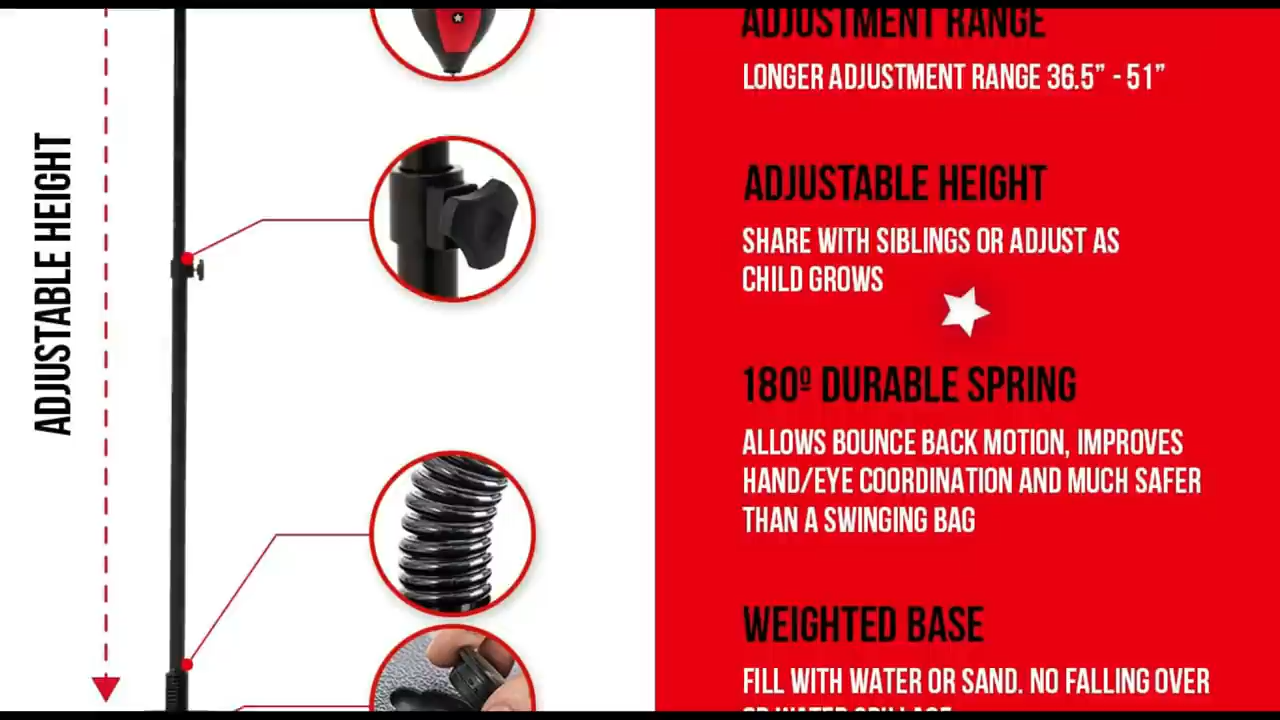 ADJUSTABLE HEIGHT
ADJUSTMENT RANGE
LONGER ADJUSTMENT RANGE 36.5” - 51”
ADJUSTABLE HEIGHT
SHARE WITH SIBLINGS OR ADJUST AS
CHILD GROWS
180º DURABLE SPRING
ALLOWS BOUNCE BACK MOTION, IMPROVES
HAND/EYE COORDINATION AND MUCH SAFER
THAN A SWINGING BAG
WEIGHTED BASE
FILL WITH WATER OR SAND. NO FALLING OVER